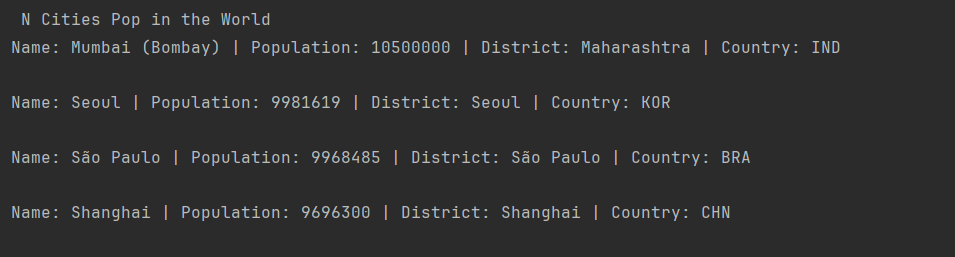 N Cities Pop in the World
Name: Mumbai (Bombay) | Population: 10500000 | District: Maharashtra | Country: IND
Name: Seoul | Population: 9981619 | District: Seoul | Country: KOR
Name: São Paulo | Population: 9968485 | District: São Paulo | Country: BRA
Name: Shanghai | Population: 9696300 | District: Shanghai | Country: CHN